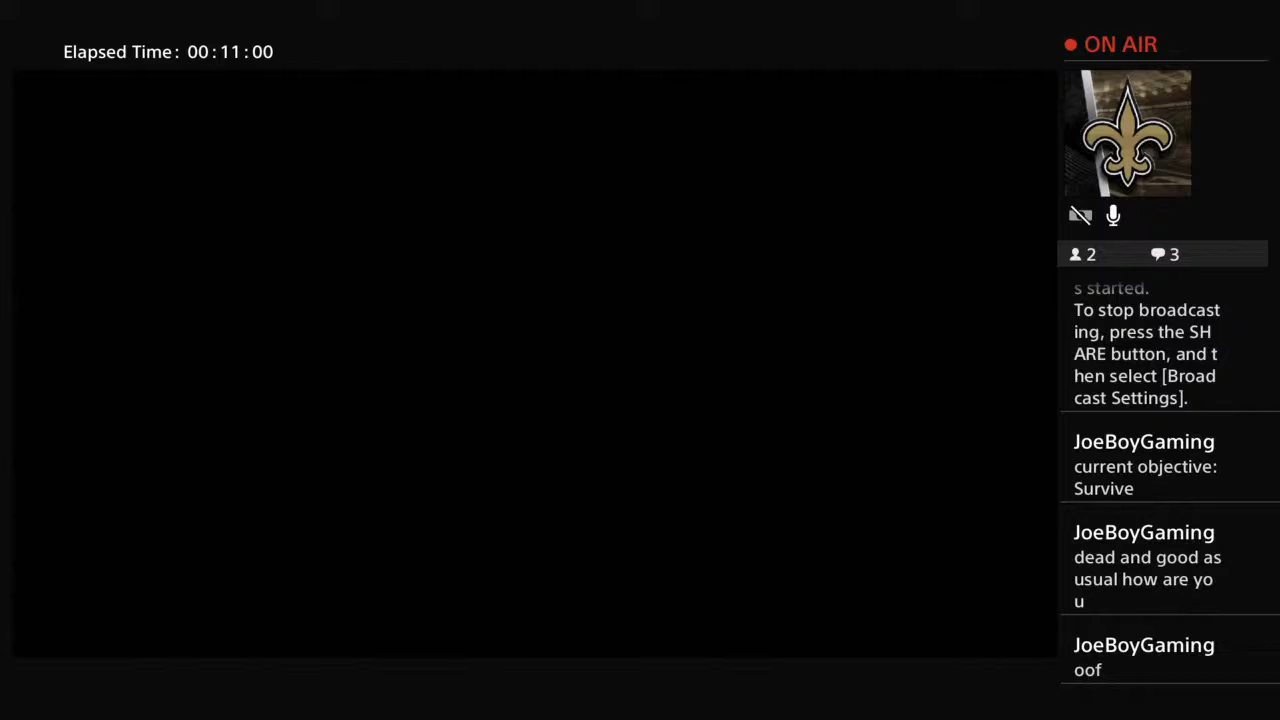 Elapsed Time: 00:11:00
ON AIR
2 3
s started.
To stop broadcast
ing, press the SH
ARE button, and t
hen select [Broad
cast Settings].
JoeBoyGaming
current objective:
Survive
JoeBoyGaming
dead and good as
usual how are yo
u
JoeBoyGaming
oof